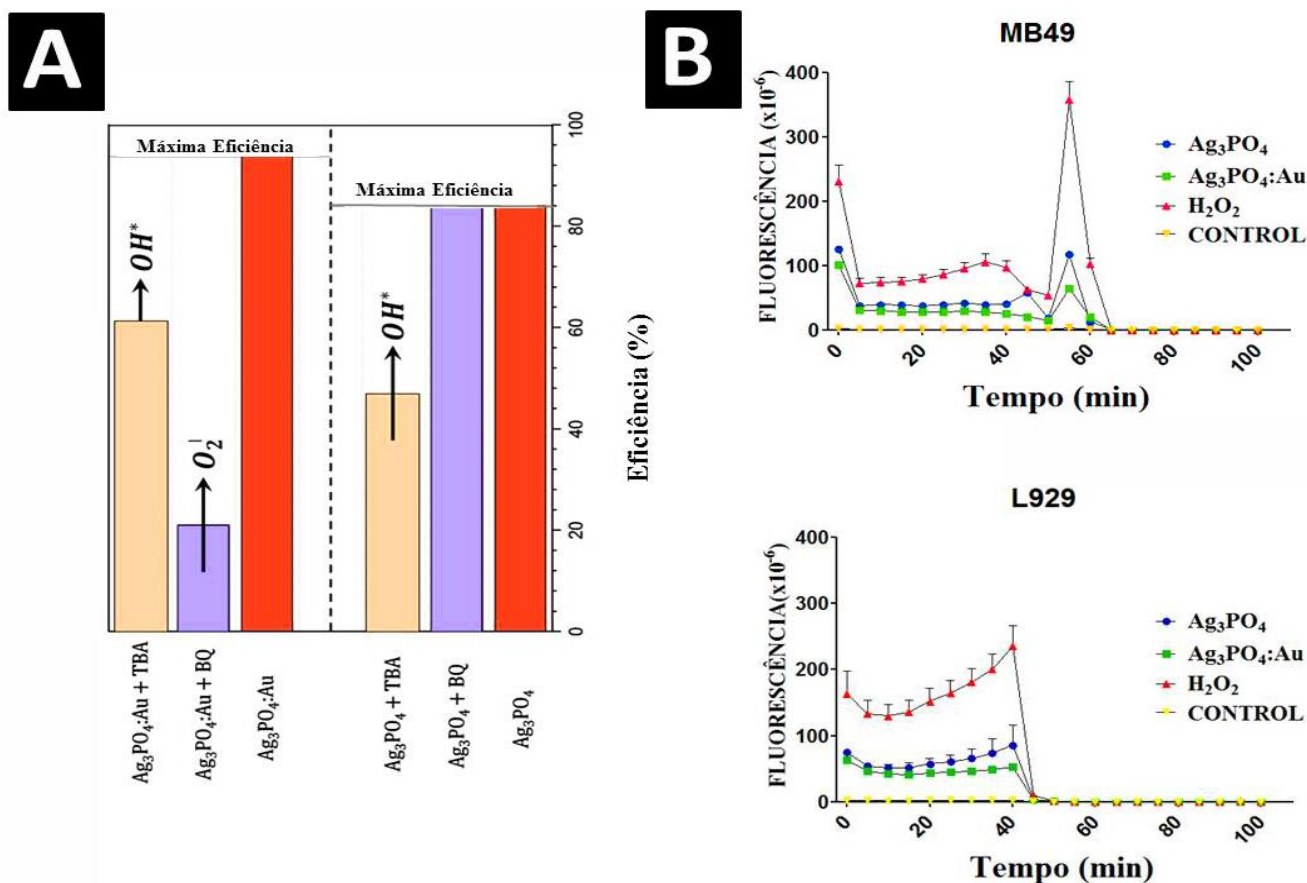 A
Máxima Eficiência
Máxima Eficiência
OH*
O₂⁻
OH*
100
80
60
40
20
0
Eficiência (%)
Ag₃PO₄:Au + TBA
Ag₃PO₄:Au + BQ
Ag₃PO₄:Au
Ag₃PO₄ + TBA
Ag₃PO₄ + BQ
Ag₃PO₄
B
MB49
FLUORESCÊNCIA (x10⁻⁶)
400
300
200
100
0
Ag₃PO₄
Ag₃PO₄:Au
H₂O₂
CONTROL
0
20
40
60
80
100
Tempo (min)
L929
FLUORESCÊNCIA(x10⁻⁶)
400
300
200
100
0
Ag₃PO₄
Ag₃PO₄:Au
H₂O₂
CONTROL
0
20
40
60
80
100
Tempo (min)